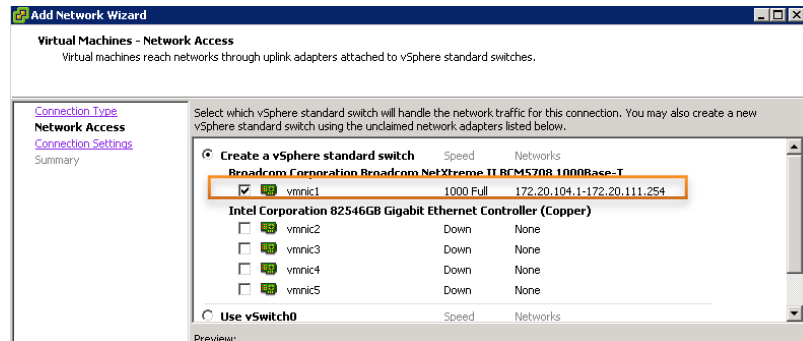 Add Network Wizard
Virtual Machines - Network Access
Virtual machines reach networks through uplink adapters attached to vSphere standard switches.
Connection Type
Network Access
Connection Settings
Summary
Select which vSphere standard switch will handle the network traffic for this connection. You may also create a new
vSphere standard switch using the unclaimed network adapters listed below.
Create a vSphere standard switch Speed Networks
Broadcom Corporation Broadcom NetXtreme II BCM5708 1000Base-T
vmnic1 1000 Full 172.20.104.1-172.20.111.254
Intel Corporation 82546GB Gigabit Ethernet Controller (Copper)
vmnic2 Down None
vmnic3 Down None
vmnic4 Down None
vmnic5 Down None
Use vSwitch0 Speed Networks
Preview: